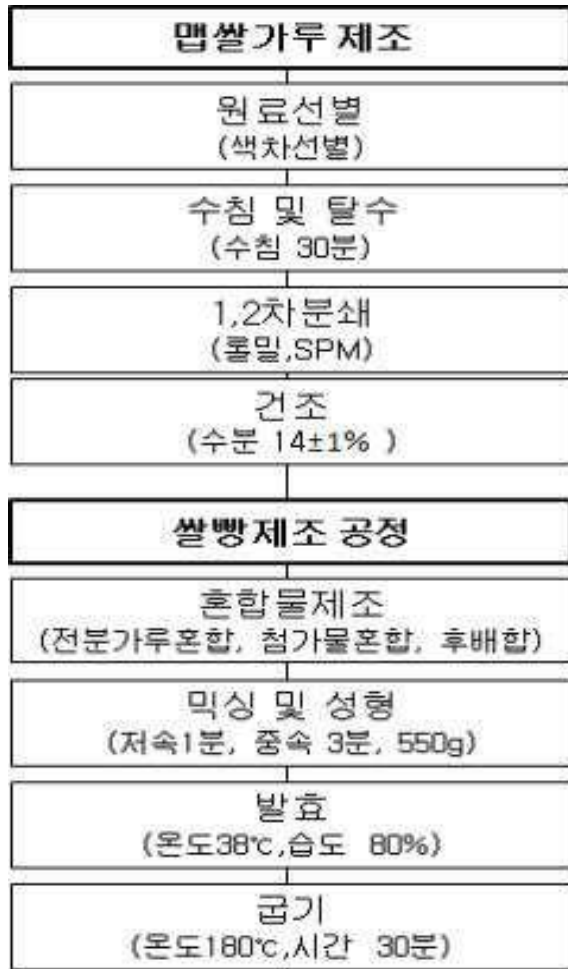 맵쌀가루 제조
원료선별
(색차선별)
수침 및 탈수
(수침 30분)
1,2차분쇄
(롤밀,SPM)
건조
(수분 14±1% )
쌀빵제조 공정
혼합물제조
(전분가루혼합, 첨가물혼합, 후배합)
믹싱 및 성형
(저속1분, 중속 3분, 550g)
발효
(온도38℃,습도 80%)
굽기
(온도180℃,시간 30분)